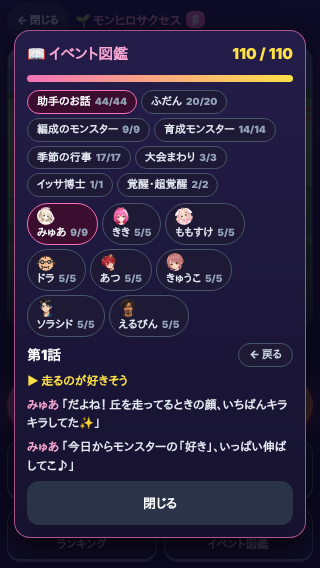 ← 閉じる
🌱 モンヒロサクセス β
📖 イベント図鑑
110 / 110
助手のお話 44/44
ふだん 20/20
編成のモンスター 9/9
育成モンスター 14/14
季節の行事 17/17
大会まわり 3/3
イッサ博士 1/1
覚醒・超覚醒 2/2
みゅあ 9/9
きき 5/5
ももすけ 5/5
ドラ 5/5
あつ 5/5
きゅうこ 5/5
ソラシド 5/5
えるびん 5/5
第1話
← 戻る
▶ 走るのが好きそう
みゅあ「だよね！丘を走ってるときの顔、いちばんキラ
キラしてた✨」
みゅあ「今日からモンスターの「好き」、いっぱい伸ば
してこ♪」
閉じる
ランキング
イベント図鑑